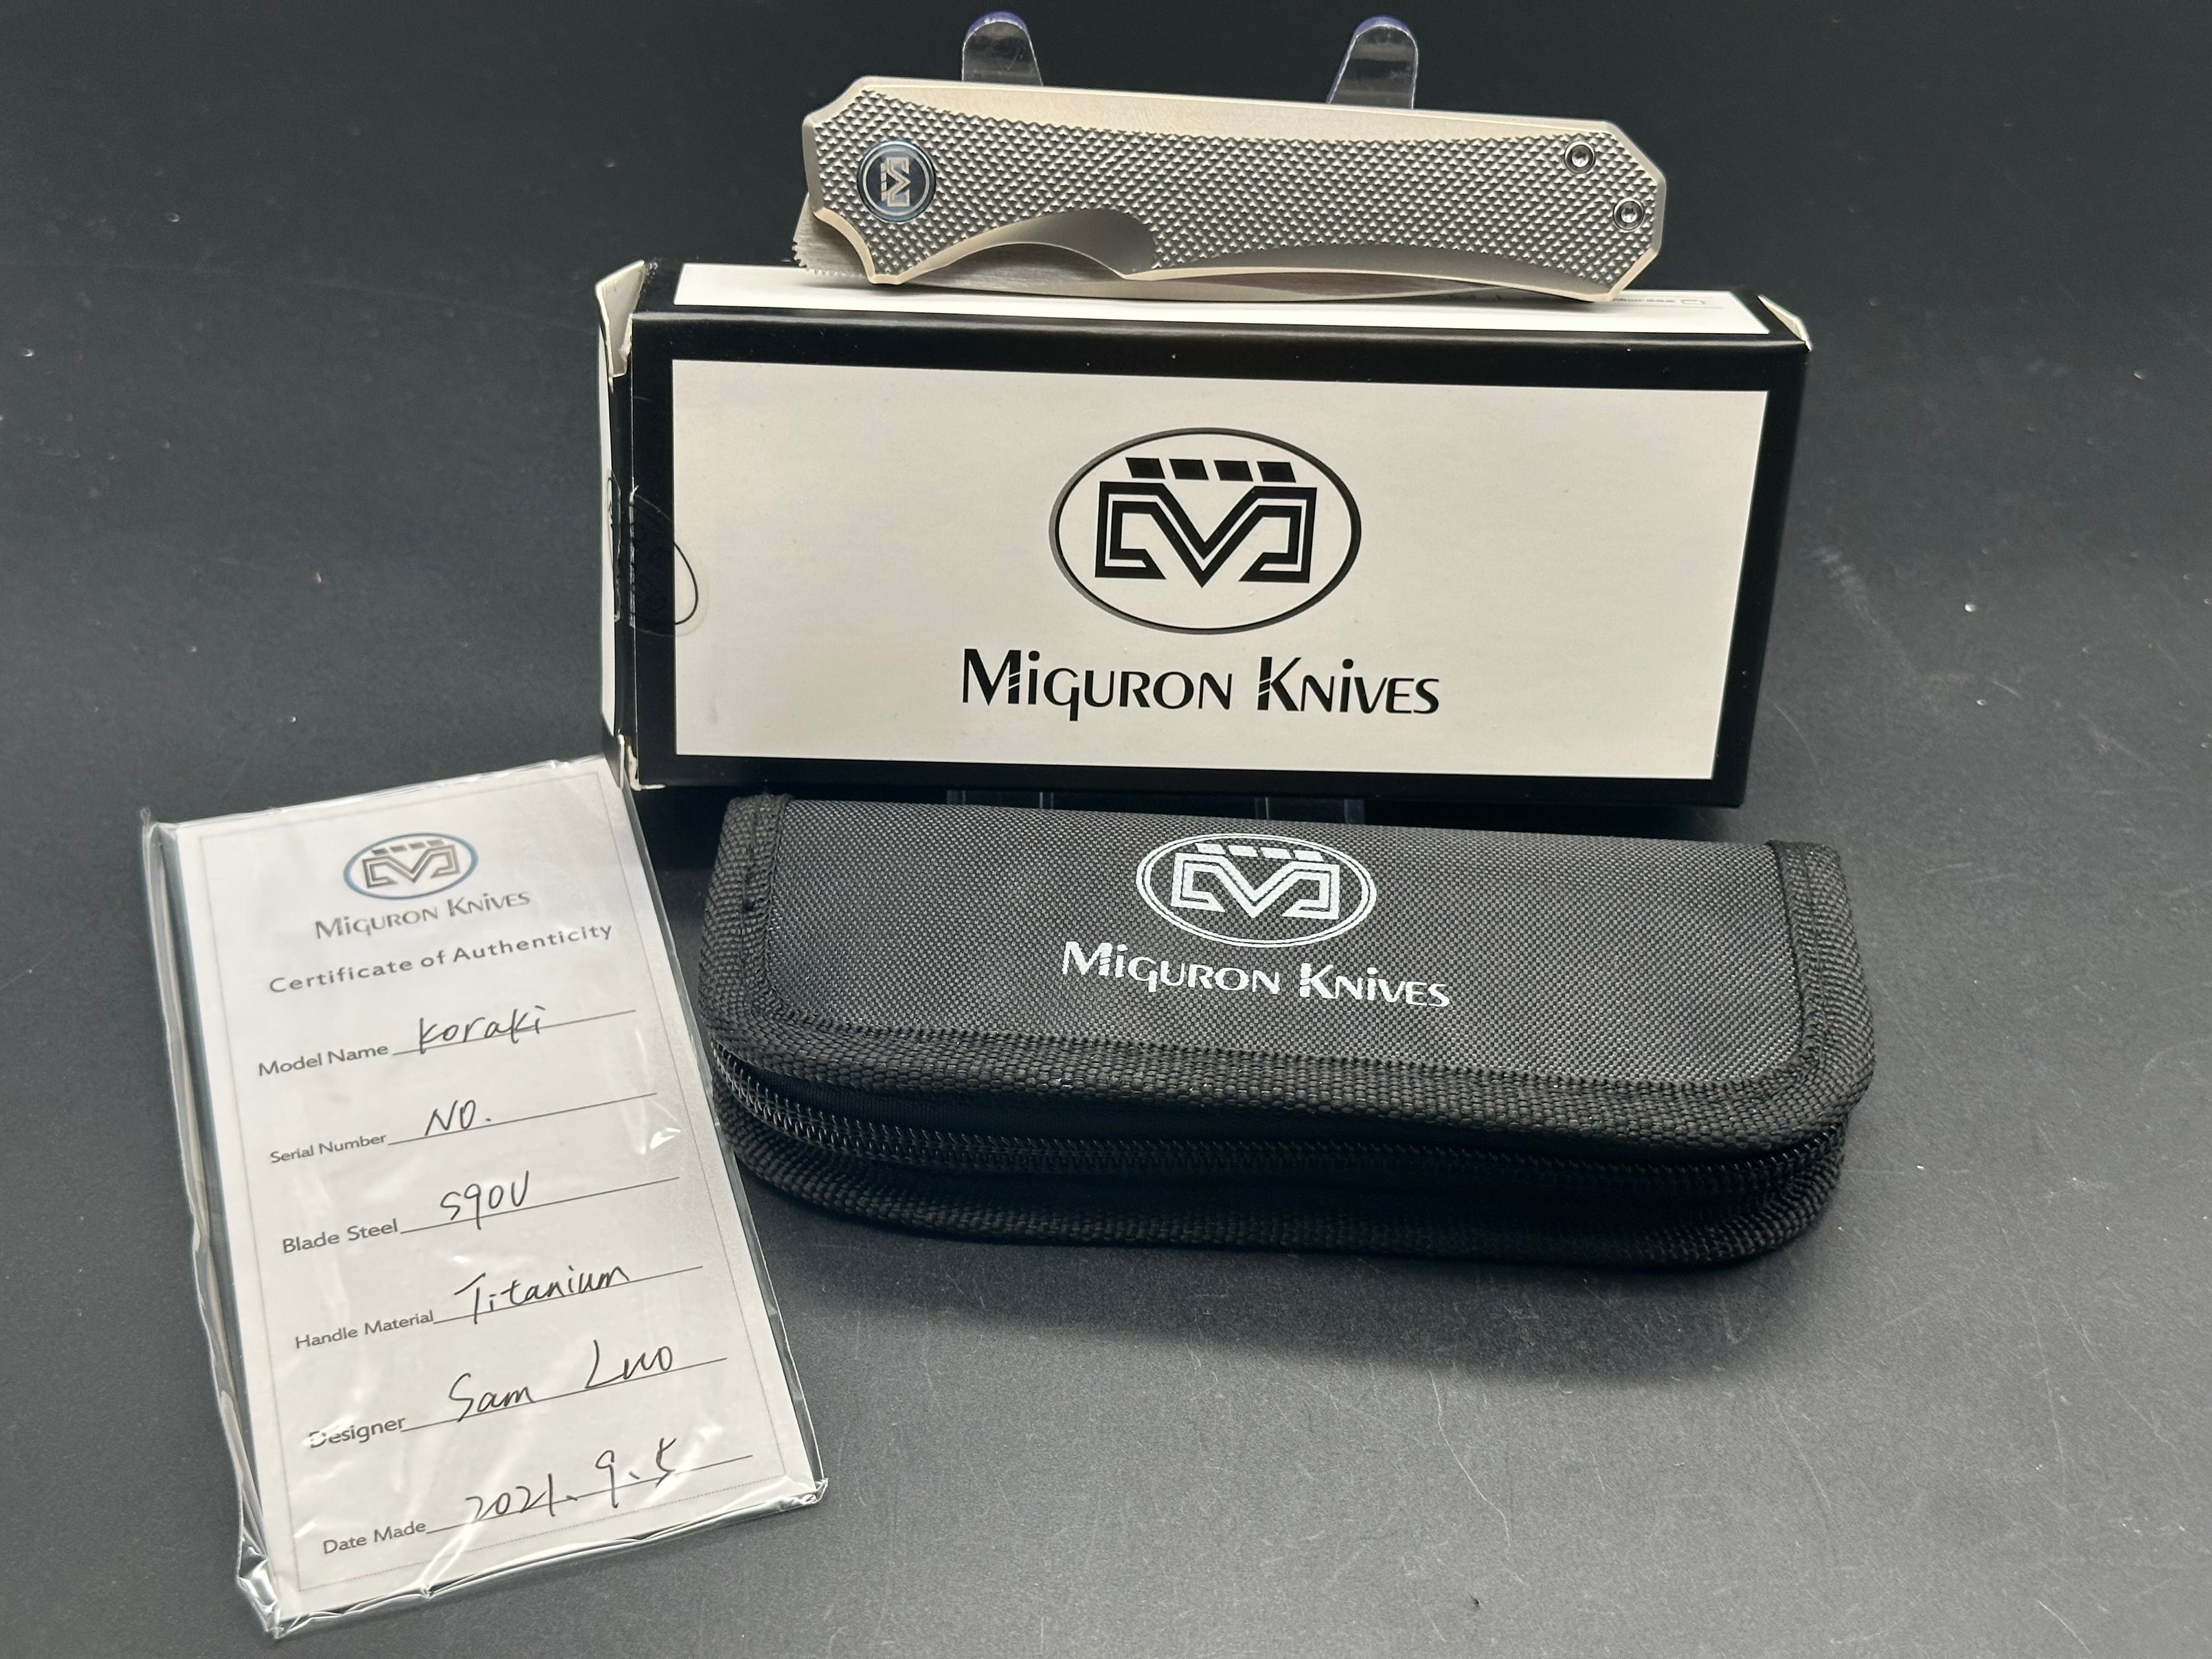 MIGURON KNIVES
MIGURON KNIVES
MIGURON KNIVES
Certificate of Authenticity
Model Name koraki
Serial Number NO.
Blade Steel S90V
Handle Material Titanium
Designer Sam Luo
Date Made 2021.9.5